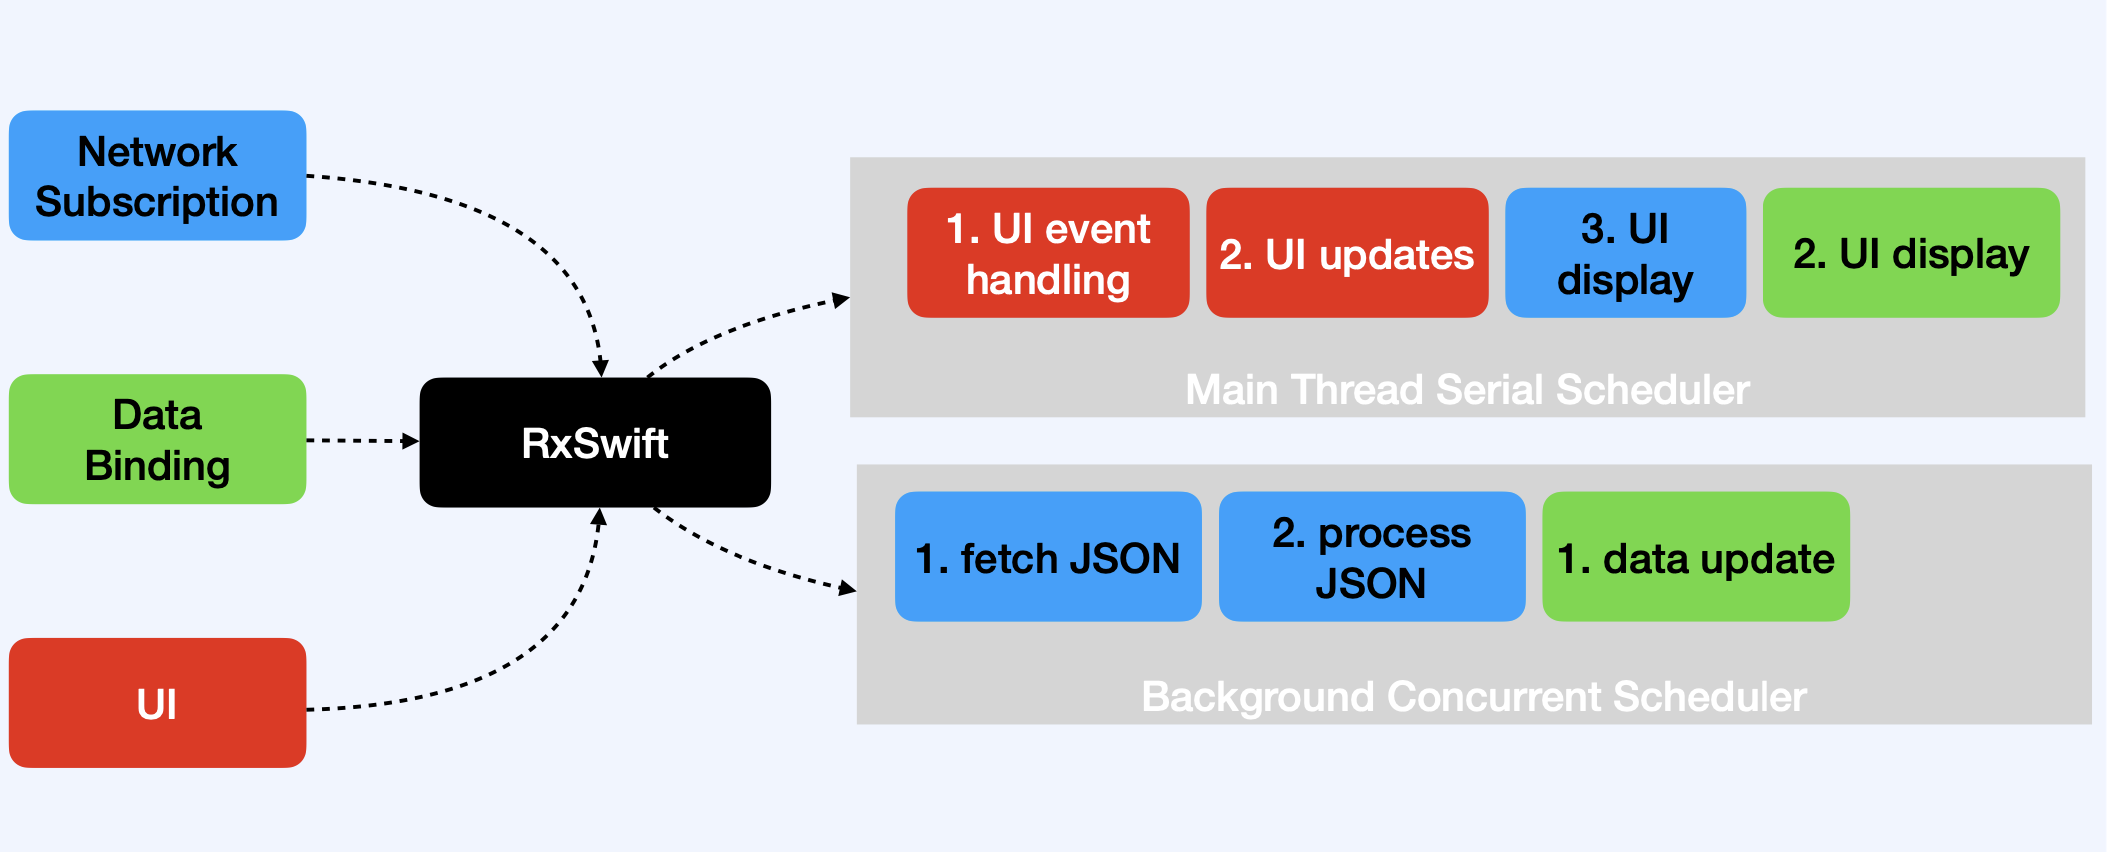 Network
Subscription
Data
Binding
UI
RxSwift
1. UI event
handling
2. UI updates
3. UI
display
2. UI display
Main Thread Serial Scheduler
1. fetch JSON
2. process
JSON
1. data update
Background Concurrent Scheduler